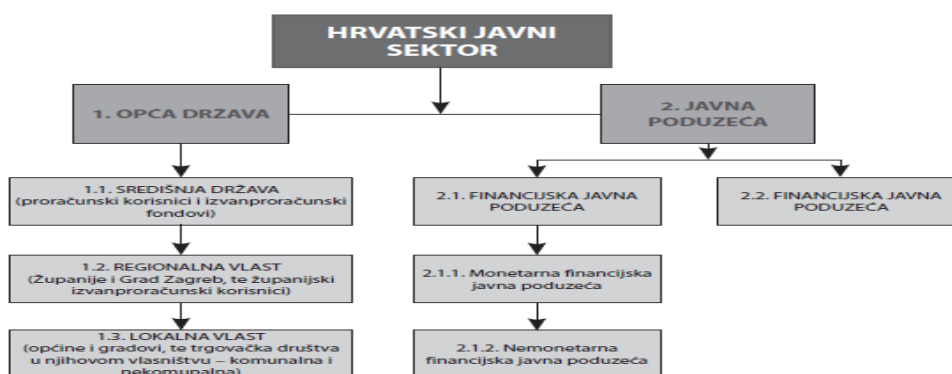 HRVATSKI JAVNI
SEKTOR
1. OPĆA DRŽAVA
2. JAVNA
PODUZEĆA
1.1. SREDIŠNJA DRŽAVA
(proračunski korisnici i izvanproračunski
fondovi)
2.1. FINANCIJSKA JAVNA
PODUZEĆA
2.2. FINANCIJSKA JAVNA
PODUZEĆA
1.2. REGIONALNA VLAST
(Županije i Grad Zagreb, te županijski
izvanproračunski korisnici)
2.1.1. Monetarna financijska
javna poduzeća
1.3. LOKALNA VLAST
(općine i gradovi, te trgovačka društva
u njihovom vlasništvu – komunalna i
nekomunalna)
2.1.2. Nemonetarna
financijska javna poduzeća